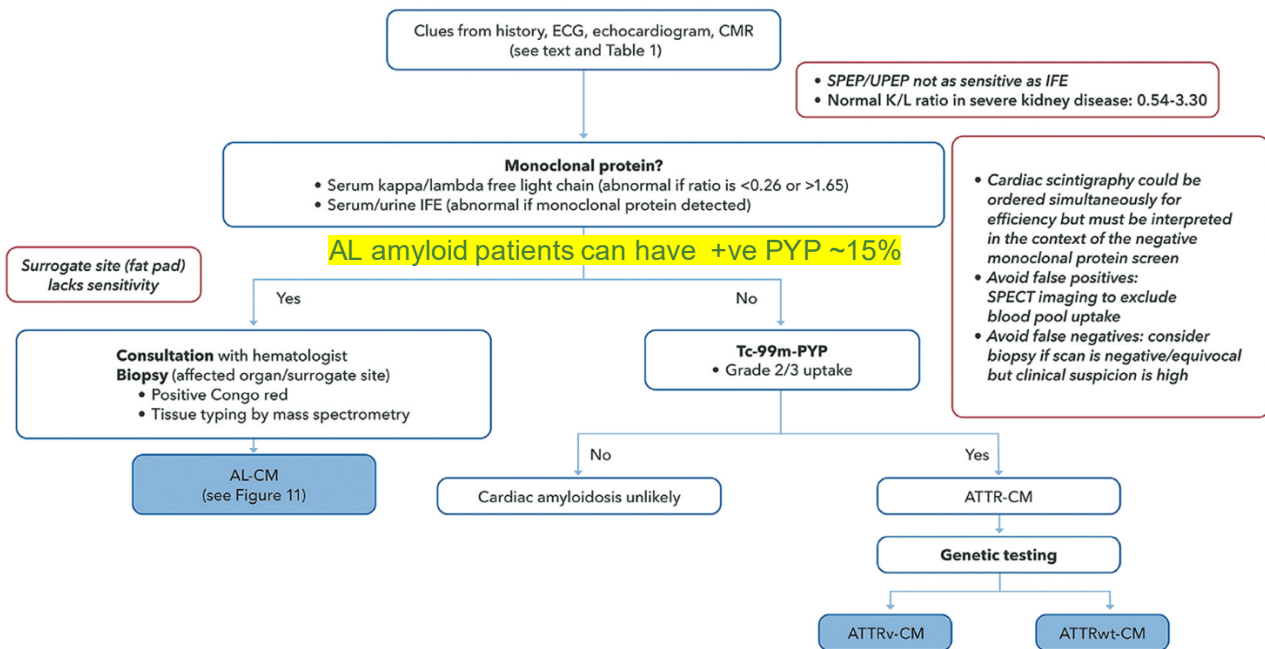 Clues from history, ECG, echocardiogram, CMR
(see text and Table 1)
• SPEP/UPEP not as sensitive as IFE
• Normal K/L ratio in severe kidney disease: 0.54-3.30
Monoclonal protein?
• Serum kappa/lambda free light chain (abnormal if ratio is <0.26 or >1.65)
• Serum/urine IFE (abnormal if monoclonal protein detected)
• Cardiac scintigraphy could be
ordered simultaneously for
efficiency but must be interpreted
in the context of the negative
monoclonal protein screen
• Avoid false positives:
SPECT imaging to exclude
blood pool uptake
• Avoid false negatives: consider
biopsy if scan is negative/equivocal
but clinical suspicion is high
AL amyloid patients can have +ve PYP ~15%
Surrogate site (fat pad)
lacks sensitivity
Yes
No
Consultation with hematologist
Biopsy (affected organ/surrogate site)
• Positive Congo red
• Tissue typing by mass spectrometry
Tc-99m-PYP
• Grade 2/3 uptake
No
Yes
AL-CM
(see Figure 11)
Cardiac amyloidosis unlikely
ATTR-CM
Genetic testing
ATTRv-CM
ATTRwt-CM